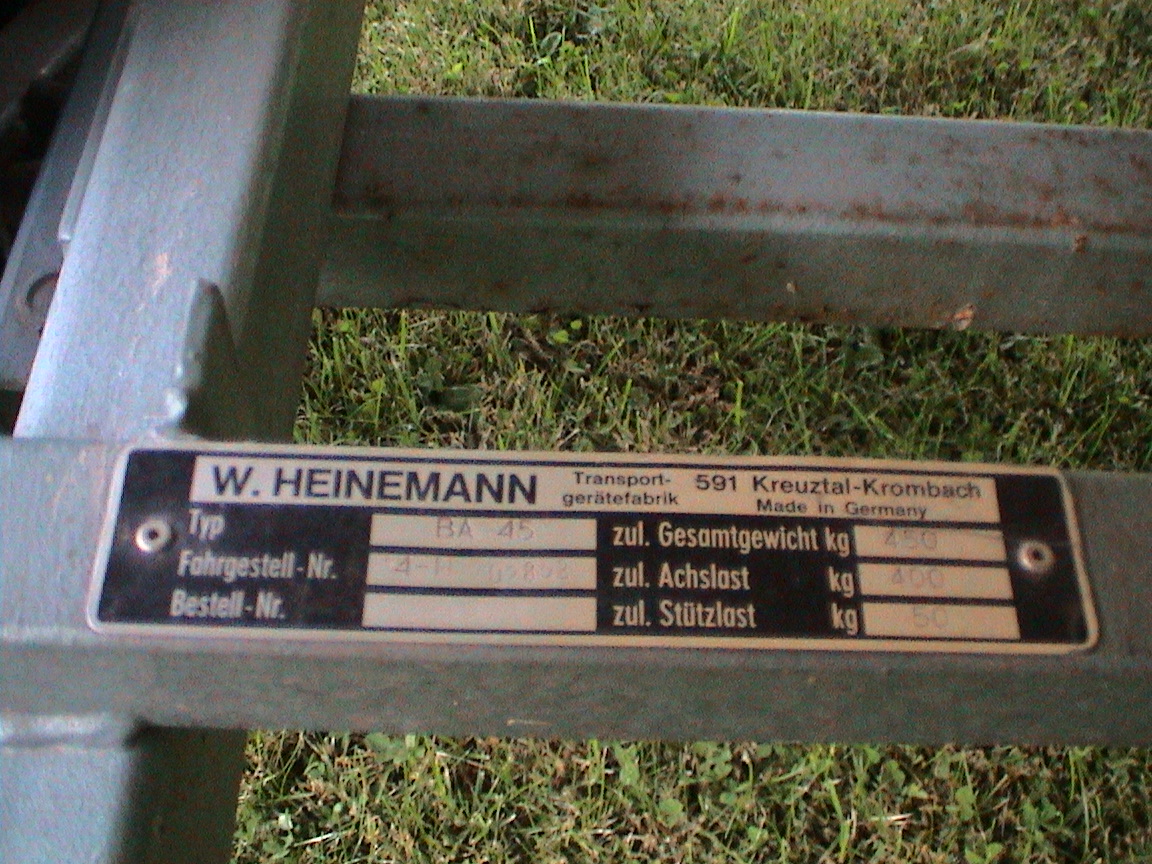 W. HEINEMANN Transport-gerätefabrik 591 Kreuztal-Krombach Made in Germany
Typ BA 45 zul. Gesamtgewicht kg 450
Fahrgestell-Nr. zul. Achslast kg 400
Bestell-Nr. zul. Stützlast kg 50